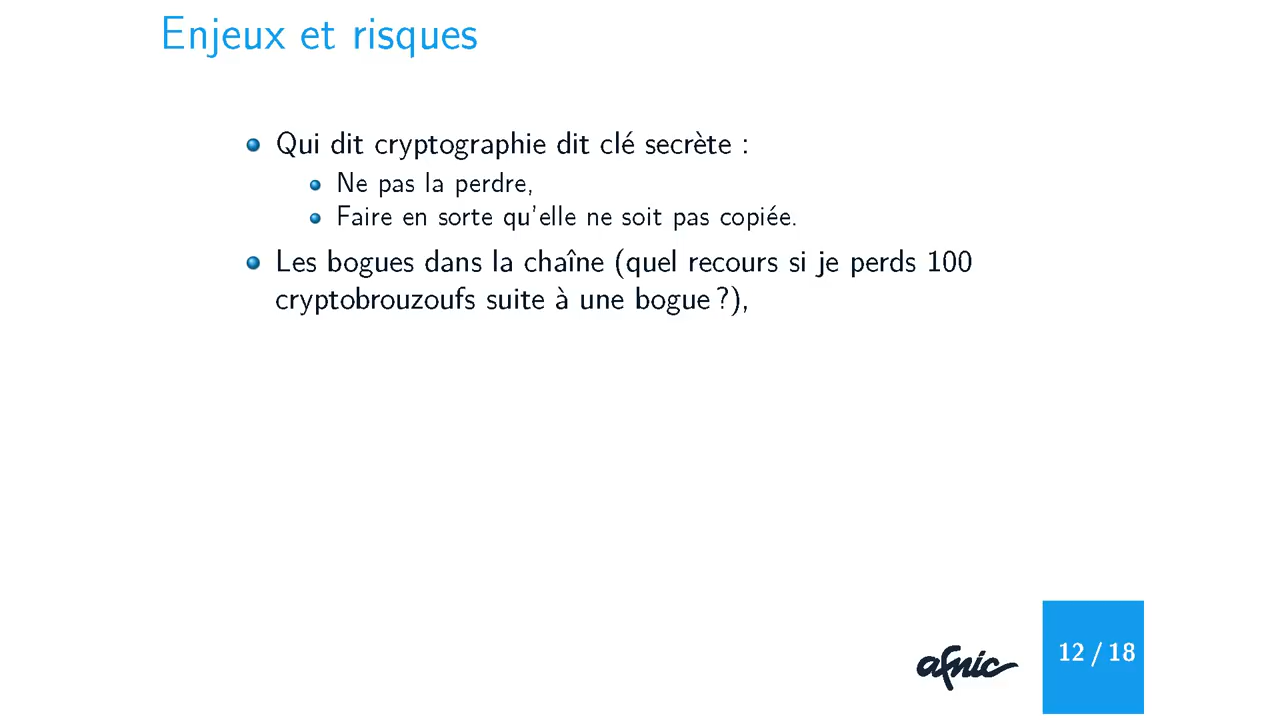 Enjeux et risques
Qui dit cryptographie dit clé secrète :
Ne pas la perdre,
Faire en sorte qu'elle ne soit pas copiée.
Les bogues dans la chaîne (quel recours si je perds 100
cryptobrouzoufs suite à une bogue ?),
afnic
12 / 18